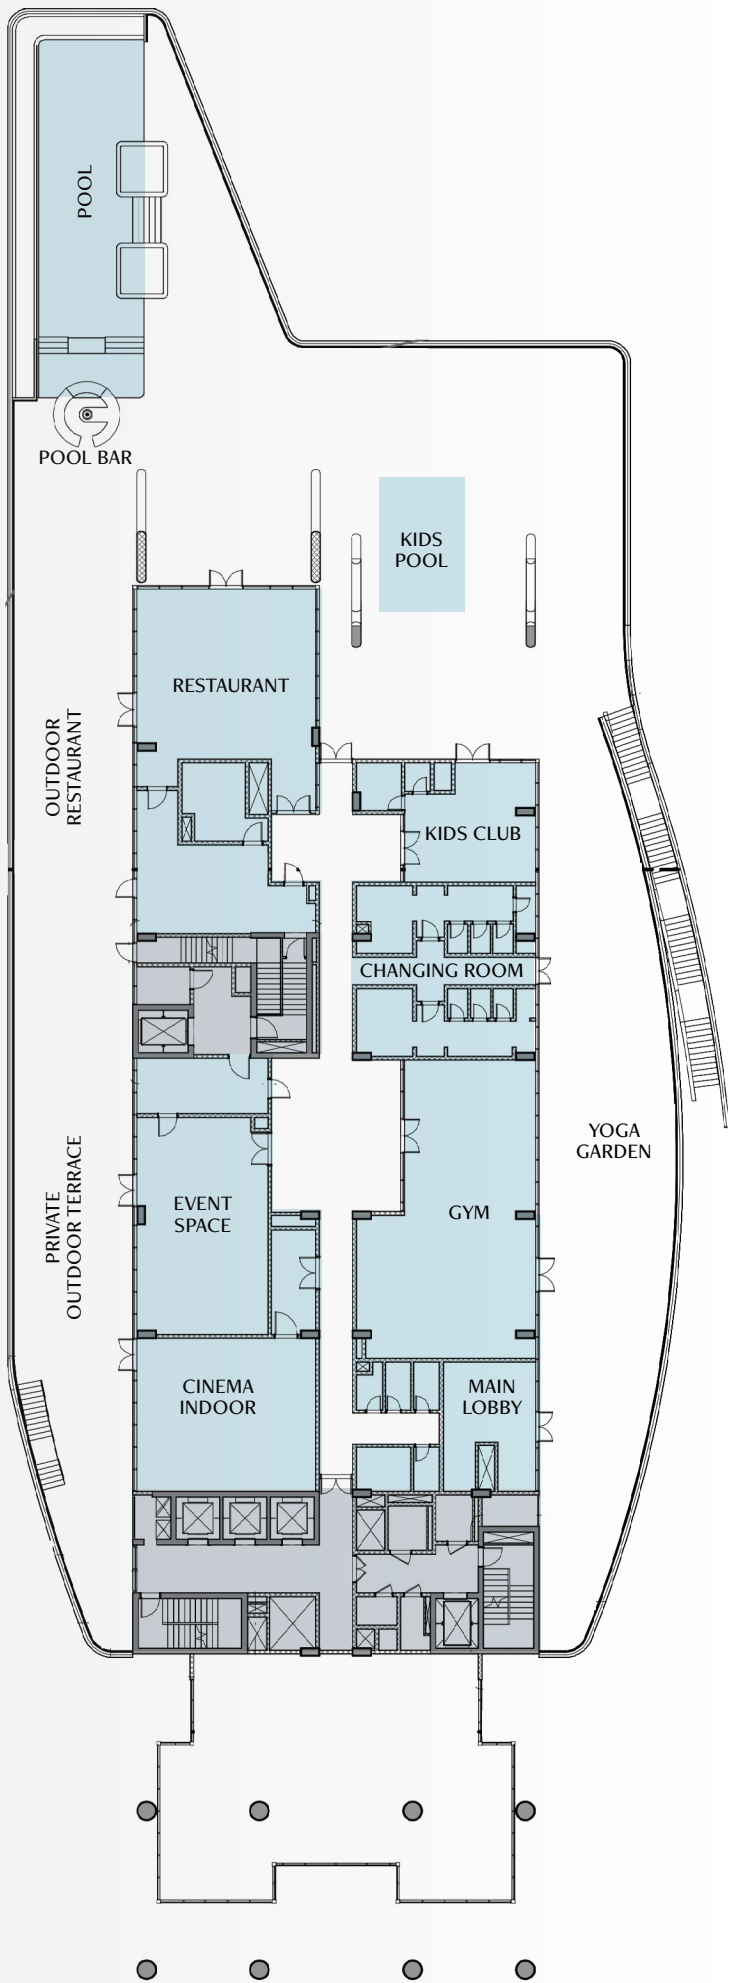 POOL
POOL BAR
KIDS
POOL
RESTAURANT
OUTDOOR
RESTAURANT
KIDS CLUB
CHANGING ROOM
YOGA
GARDEN
PRIVATE
OUTDOOR TERRACE
EVENT
SPACE
GYM
CINEMA
INDOOR
MAIN
LOBBY